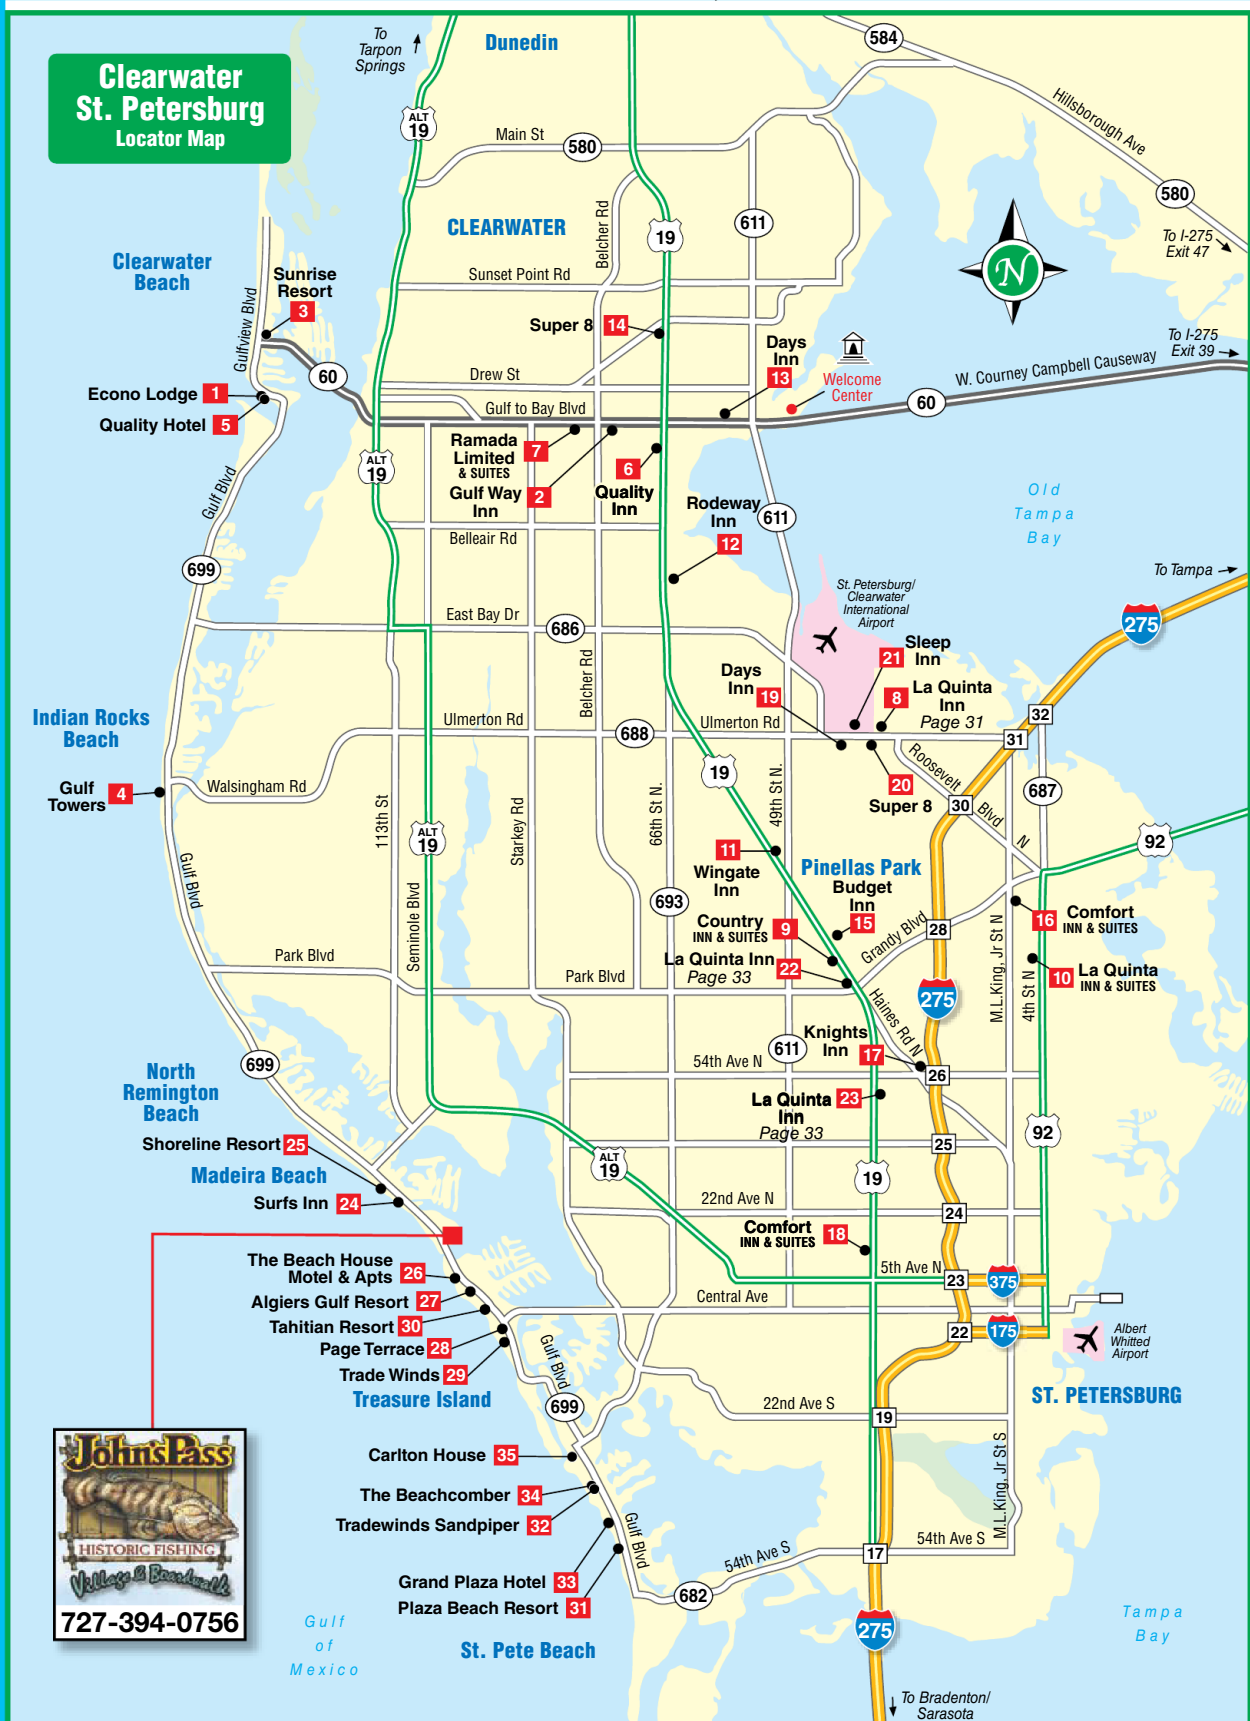 Clearwater
St. Petersburg
Locator Map
To
Tarpon
Springs
Dunedin
584
Hillsborough Ave
580
To I-275
Exit 47
ALT
19
Main St
580
CLEARWATER
Belcher Rd
19
611
N
Clearwater
Beach
Sunrise
Resort
3
Gulfview Blvd
Sunset Point Rd
Super 8
14
Days
Inn
13
Welcome
Center
To I-275
Exit 39
W. Courney Campbell Causeway
60
60
Drew St
Econo Lodge
1
Quality Hotel
5
Gulf to Bay Blvd
ALT
19
Ramada
Limited
& SUITES
7
Gulf Way
Inn
2
6
Quality
Inn
Rodeway
Inn
12
611
Old
Tampa
Bay
Gulf Blvd
Belleair Rd
699
To Tampa
275
St. Petersburg/
Clearwater
International
Airport
East Bay Dr
686
Belcher Rd
21
Sleep
Inn
Days
Inn
19
8
La Quinta
Inn
Page 31
Indian Rocks
Beach
Ulmerton Rd
688
Ulmerton Rd
32
31
Roosevelt
Blvd
N
Gulf
Towers
4
Walsingham Rd
19
20
Super 8
30
687
92
113th St
ALT
19
Starkey Rd
66th St N.
49th St N.
Gulf Blvd
11
Wingate
Inn
Pinellas Park
Budget
Inn
15
693
Seminole Blvd
Country
INN & SUITES
9
Grandy Blvd
28
M.L.King, Jr St N
16
Comfort
INN & SUITES
Park Blvd
Park Blvd
La Quinta Inn
Page 33
22
4th St N
10
La Quinta
INN & SUITES
275
Haines Rd N
699
North
Remington
Beach
54th Ave N
611
Knights
Inn
17
26
La Quinta
Inn
Page 33
23
Shoreline Resort
25
25
92
Madeira Beach
ALT
19
19
Surfs Inn
24
22nd Ave N
24
Comfort
INN & SUITES
18
The Beach House
Motel & Apts
26
5th Ave N
23
375
Algiers Gulf Resort
27
Central Ave
Tahitian Resort
30
22
175
Albert
Whitted
Airport
Page Terrace
28
Trade Winds
29
Gulf Blvd
Treasure Island
ST. PETERSBURG
699
22nd Ave S
19
John'sPass
HISTORIC FISHING
Village & Boardwalk
727-394-0756
Carlton House
35
M.L.King, Jr St S
The Beachcomber
34
Tradewinds Sandpiper
32
Gulf Blvd
54th Ave S
17
54th Ave S
Grand Plaza Hotel
33
682
Plaza Beach Resort
31
Gulf
of
Mexico
St. Pete Beach
275
Tampa
Bay
To Bradenton/
Sarasota